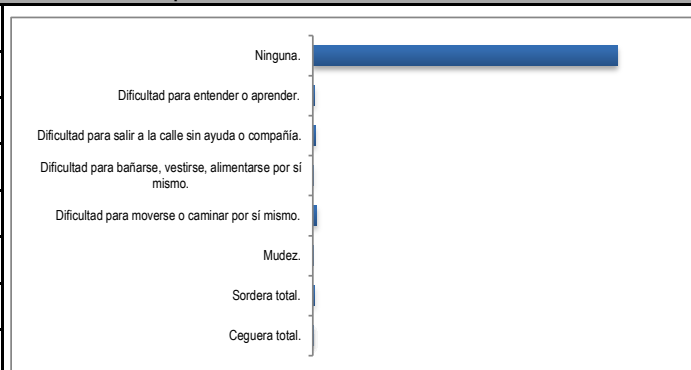 Ninguna.
Dificultad para entender o aprender.
Dificultad para salir a la calle sin ayuda o compañía.
Dificultad para bañarse, vestirse, alimentarse por sí
mismo.
Dificultad para moverse o caminar por sí mismo.
Mudez.
Sordera total.
Ceguera total.